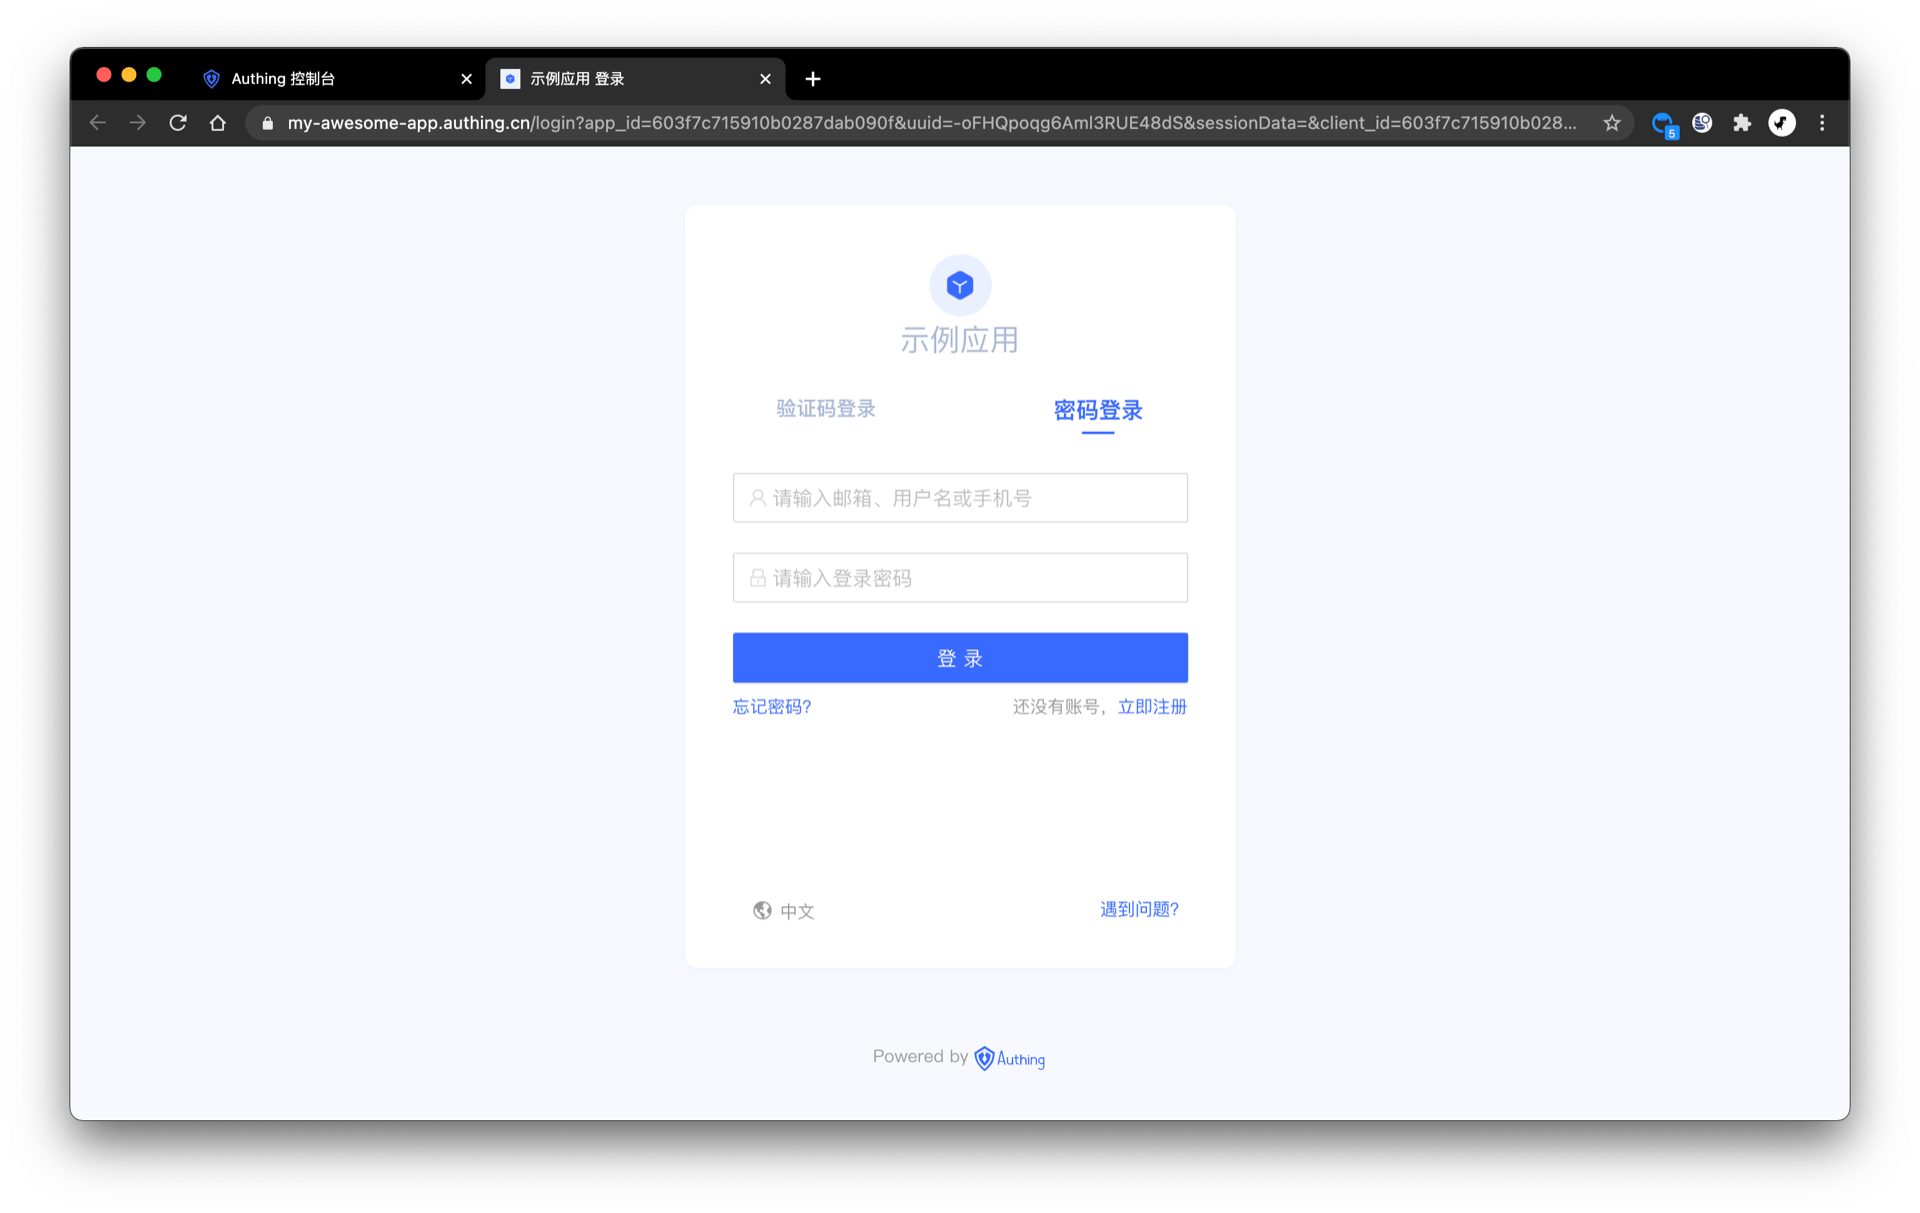 Authing 控制台
示例应用 登录
my-awesome-app.authing.cn/login?app_id=603f7c715910b0287dab090f&uuid=-oFHQpoqg6AmI3RUE48dS&sessionData=&client_id=603f7c715910b028...
5
示例应用
验证码登录
密码登录
请输入邮箱、用户名或手机号
请输入登录密码
登 录
忘记密码?
还没有账号，立即注册
中文
遇到问题?
Powered by Authing